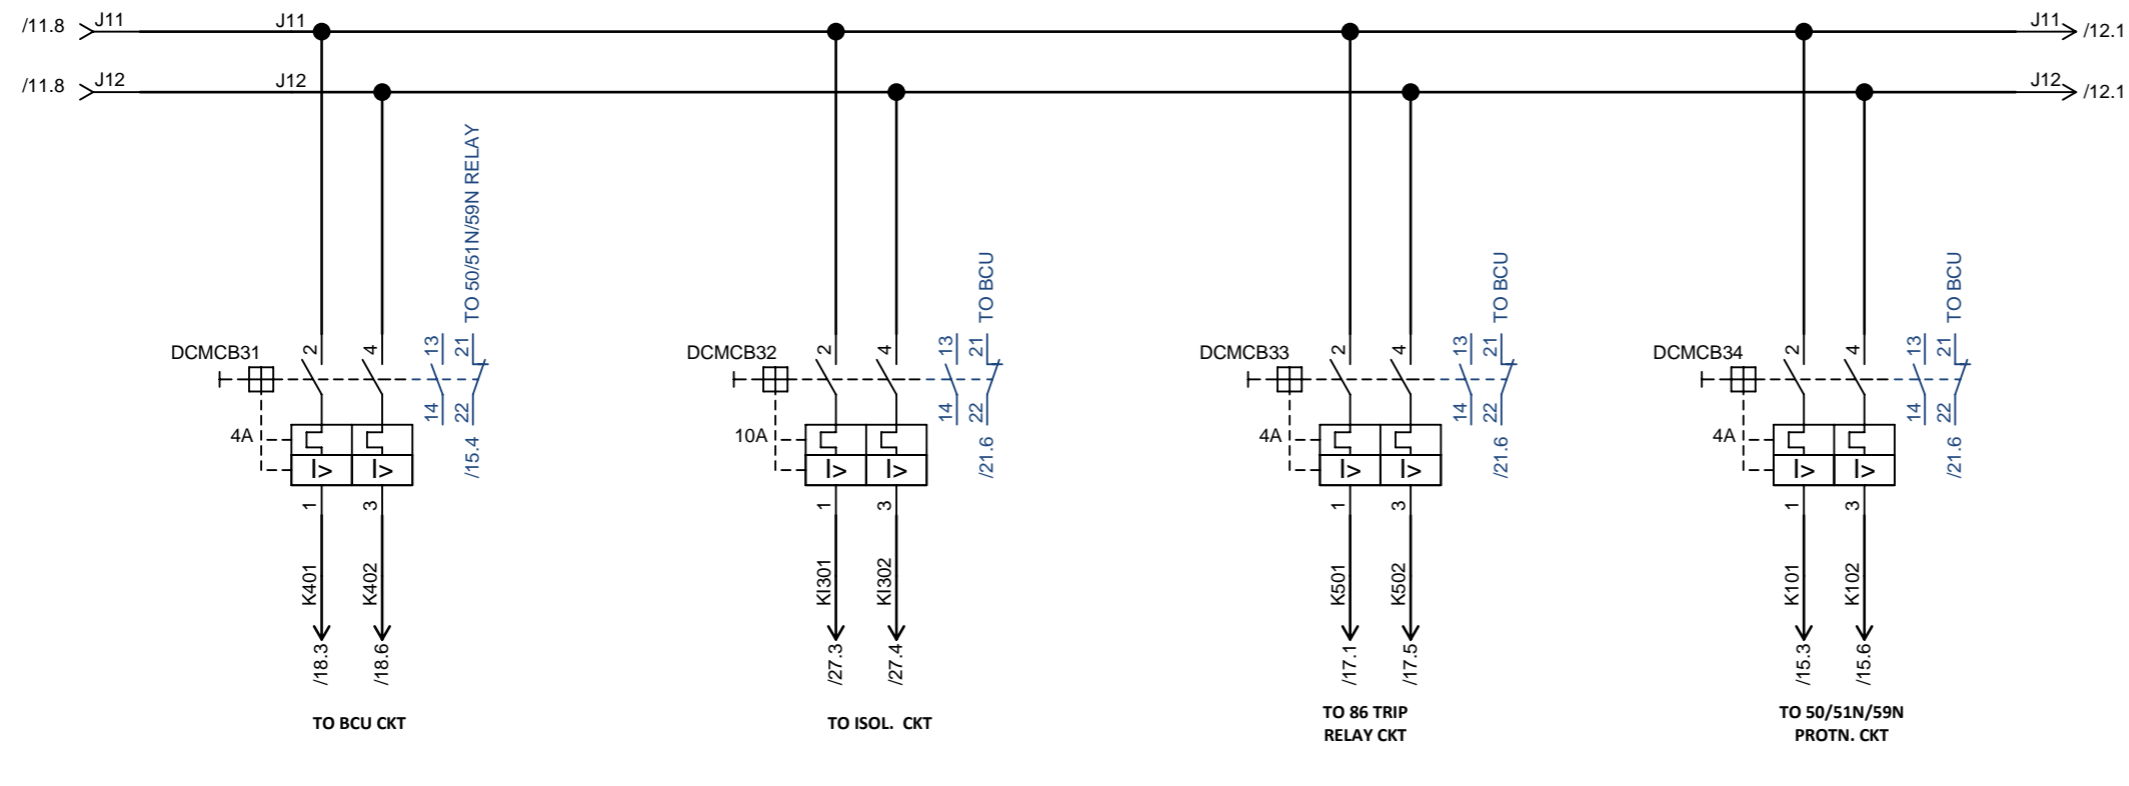 /11.8 J11 J11 J11 /12.1
/11.8 J12 J12 J12 /12.1
TO 50/51N/59N RELAY
TO BCU
TO BCU
TO BCU
DCMCB31 2 4 13 21
14 22
4A
I>
I>
/15.4
1 3
K401 K402
/18.3 /18.6
TO BCU CKT
DCMCB32 2 4 13 21
14 22
10A
I>
I>
/21.6
1 3
KI301 KI302
/27.3 /27.4
TO ISOL. CKT
DCMCB33 2 4 13 21
14 22
4A
I>
I>
/21.6
1 3
K501 K502
/17.1 /17.5
TO 86 TRIP
RELAY CKT
DCMCB34 2 4 13 21
14 22
4A
I>
I>
/21.6
1 3
K101 K102
/15.3 /15.6
TO 50/51N/59N
PROTN. CKT